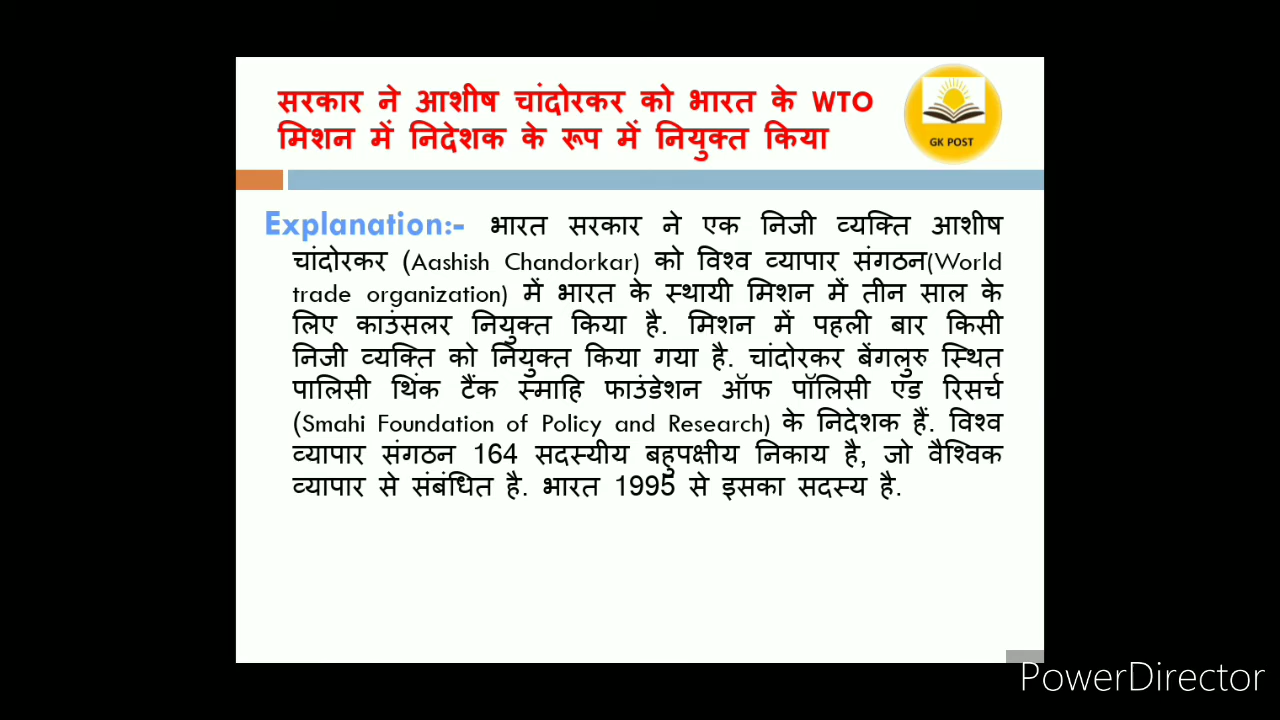 सरकार ने आशीष चांदोरकर को भारत के WTO
मिशन में निदेशक के रूप में नियुक्त किया
GK POST
Explanation:- भारत सरकार ने एक निजी व्यक्ति आशीष
चांदोरकर (Aashish Chandorkar) को विश्व व्यापार संगठन(World
trade organization) में भारत के स्थायी मिशन में तीन साल के
लिए काउंसलर नियुक्त किया है. मिशन में पहली बार किसी
निजी व्यक्ति को नियुक्त किया गया है. चांदोरकर बेंगलुरु स्थित
पालिसी थिंक टैंक स्माहि फाउंडेशन ऑफ पॉलिसी एंड रिसर्च
(Smahi Foundation of Policy and Research) के निदेशक हैं. विश्व
व्यापार संगठन 164 सदस्यीय बहुपक्षीय निकाय है, जो वैश्विक
व्यापार से संबंधित है. भारत 1995 से इसका सदस्य है.
PowerDirector